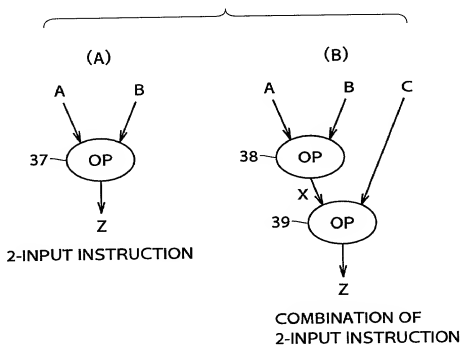 (A)
A B
37 OP
Z
2-INPUT INSTRUCTION
(B)
A B C
38 OP
X
39 OP
Z
COMBINATION OF
2-INPUT INSTRUCTION